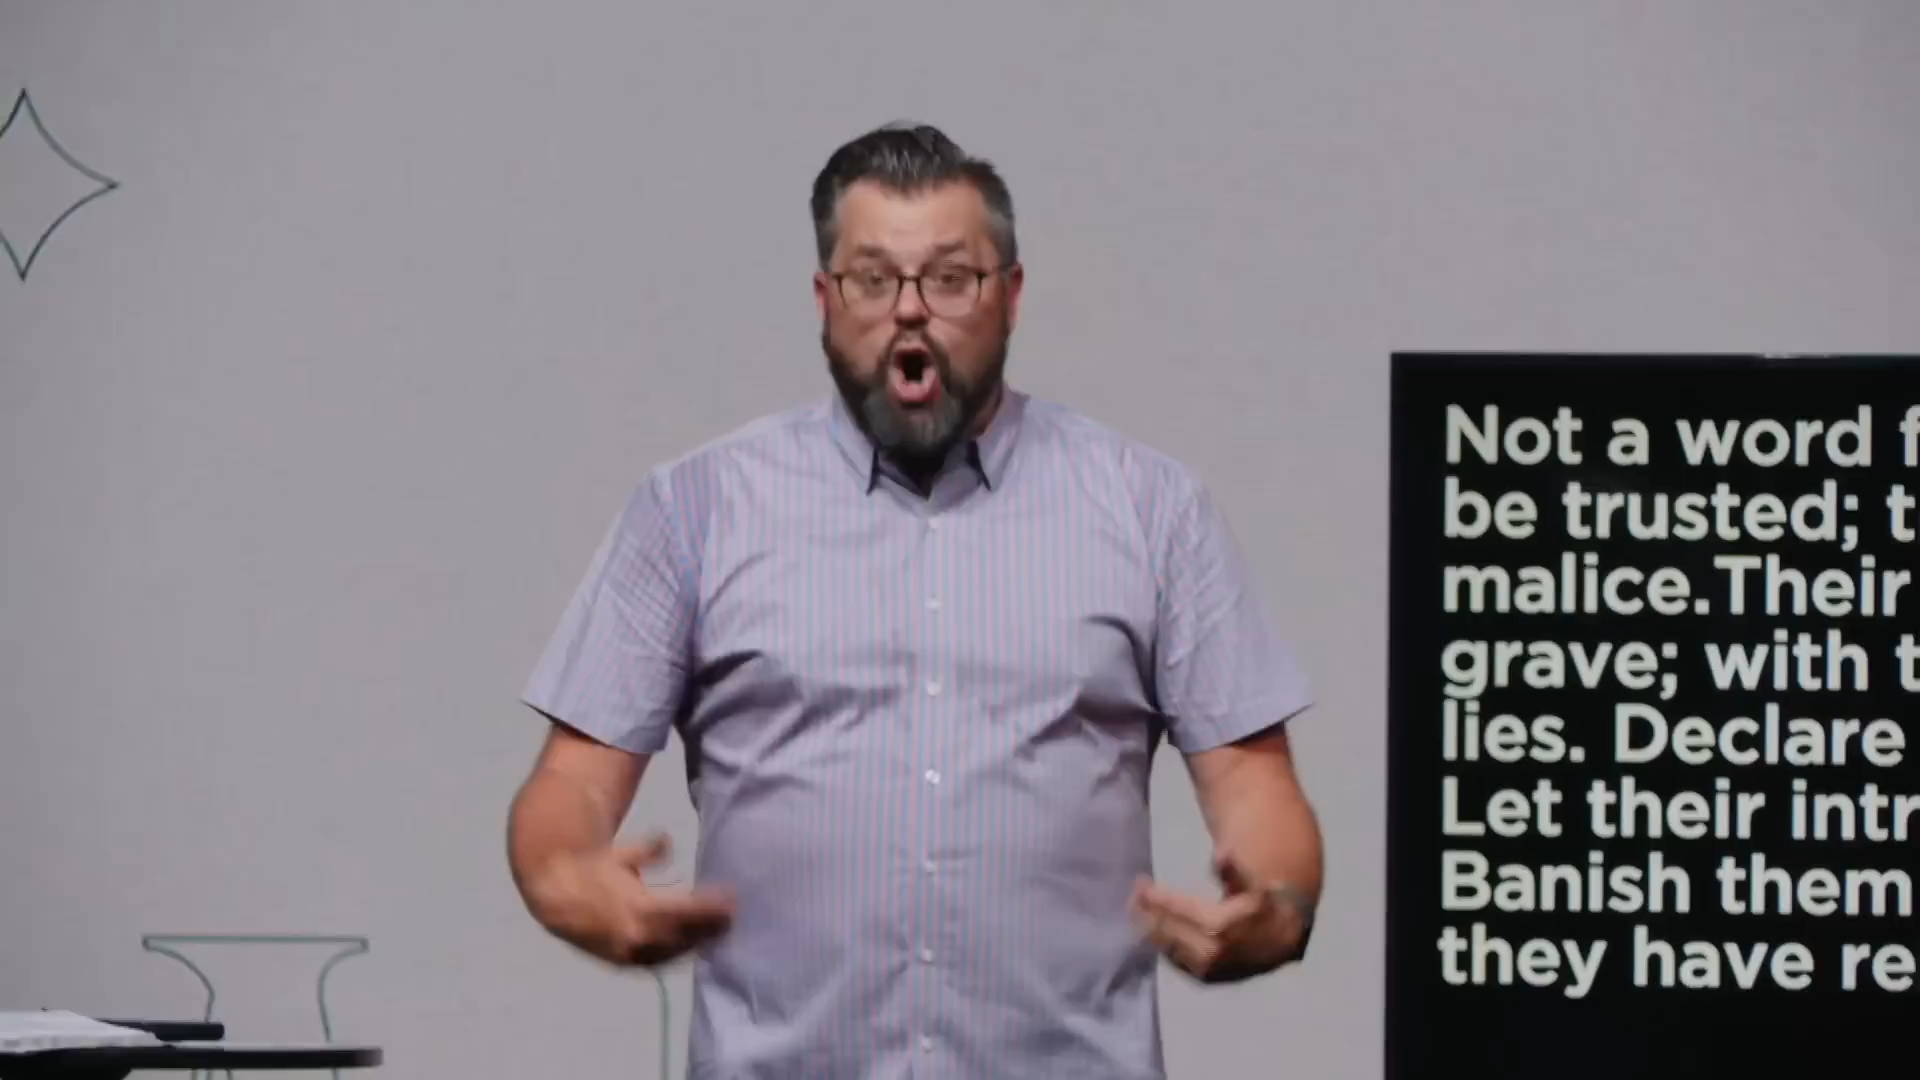 Not a word f
be trusted; t
malice.Their
grave; with t
lies. Declare
Let their intr
Banish them
they have re